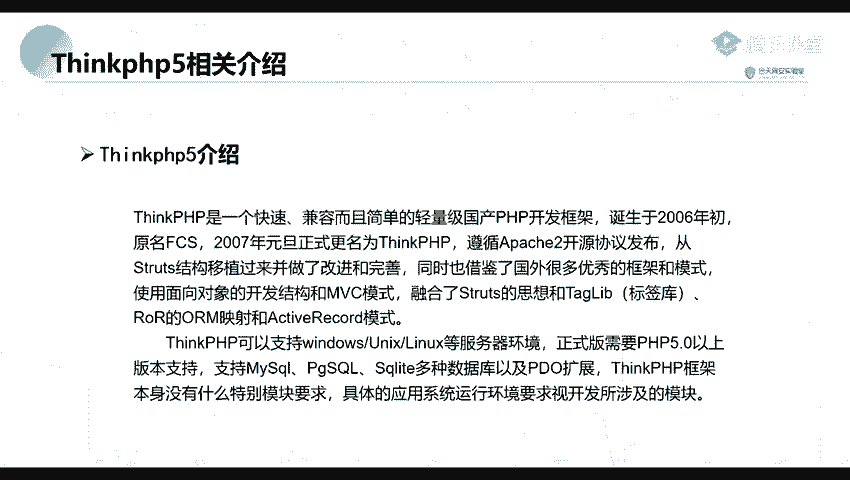 Thinkphp5相关介绍
腾讯课堂
合天网安实验室
Thinkphp5介绍
ThinkPHP是一个快速、兼容而且简单的轻量级国产PHP开发框架，诞生于2006年初，
原名FCS，2007年元旦正式更名为ThinkPHP，遵循Apache2开源协议发布，从
Struts结构移植过来并做了改进和完善，同时也借鉴了国外很多优秀的框架和模式，
使用面向对象的开发结构和MVC模式，融合了Struts的思想和TagLib（标签库）、
RoR的ORM映射和ActiveRecord模式。
ThinkPHP可以支持windows/Unix/Linux等服务器环境，正式版需要PHP5.0以上
版本支持，支持MySql、PgSQL、Sqlite多种数据库以及PDO扩展，ThinkPHP框架
本身没有什么特别模块要求，具体的应用系统运行环境要求视开发所涉及的模块。